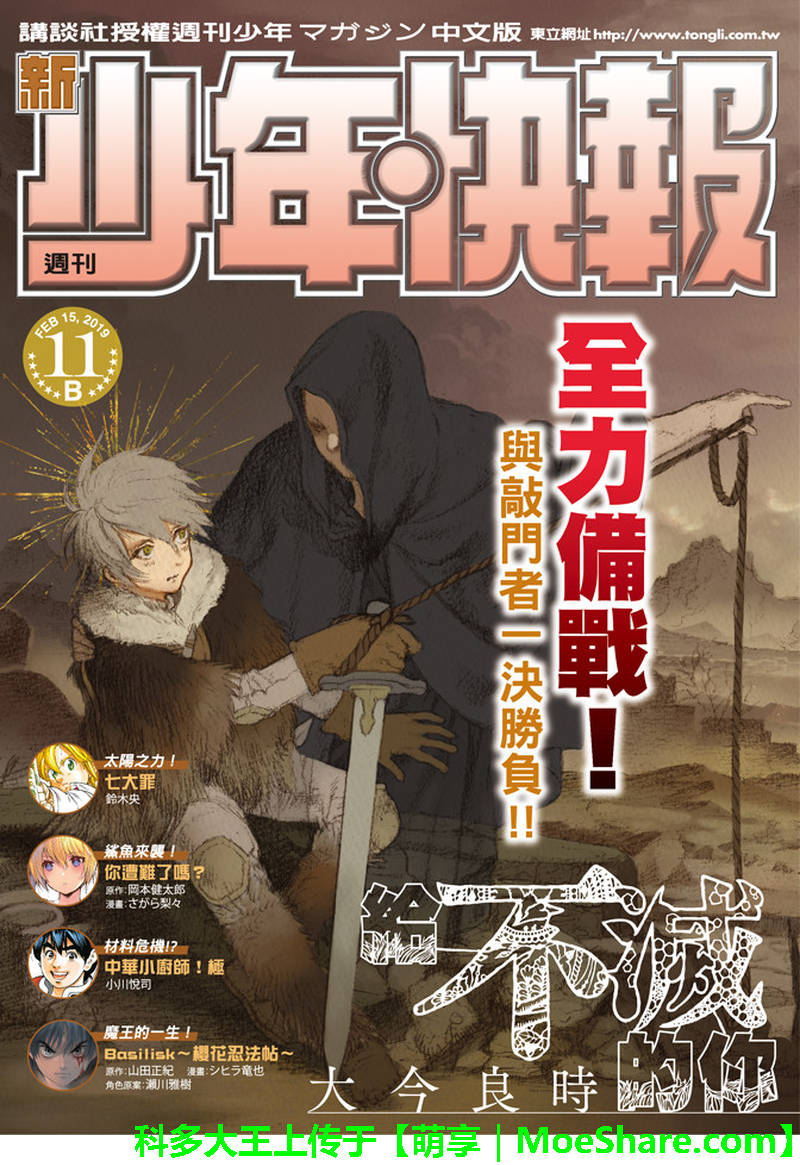 講談社授權週刊少年 マガジン 中文版 東立網址http://www.tongli.com.tw
新
少年・快報
週刊
FEB 15, 2019
11
B
全力備戰！
與敲門者一決勝負!!
太陽之力！
七大罪
鈴木央
鯊魚來襲！
你遭難了嗎？
原作：岡本健太郎
漫畫：さがら梨々
材料危機!?
中華小廚師！極
小川悅司
魔王的一生！
Basilisk～櫻花忍法帖～
原作：山田正紀 漫畫：シヒラ竜也
角色原案：瀨川雅樹
給不滅的你
大今良時
科多大王上传于【萌享 | MoeShare.com】